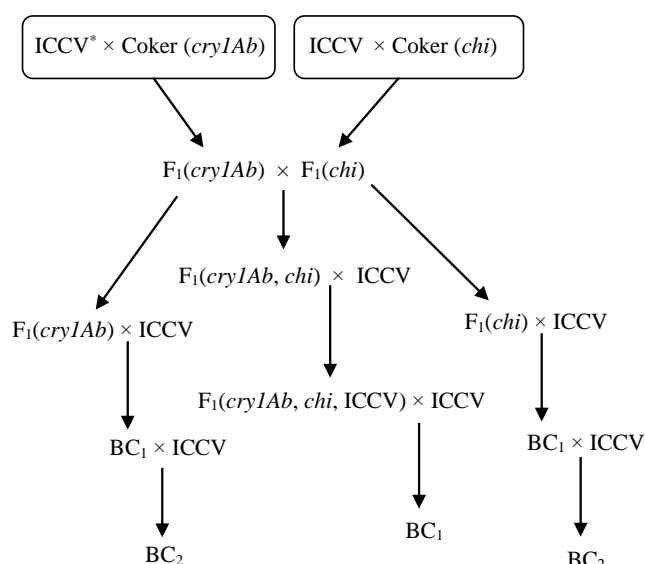 ICCV* × Coker (cry1Ab)
ICCV × Coker (chi)
F₁(cry1Ab) × F₁(chi)
F₁(cry1Ab, chi) × ICCV
F₁(cry1Ab) × ICCV
F₁(chi) × ICCV
F₁(cry1Ab, chi, ICCV) × ICCV
BC₁ × ICCV
BC₁ × ICCV
BC₁
BC₂
BC₂